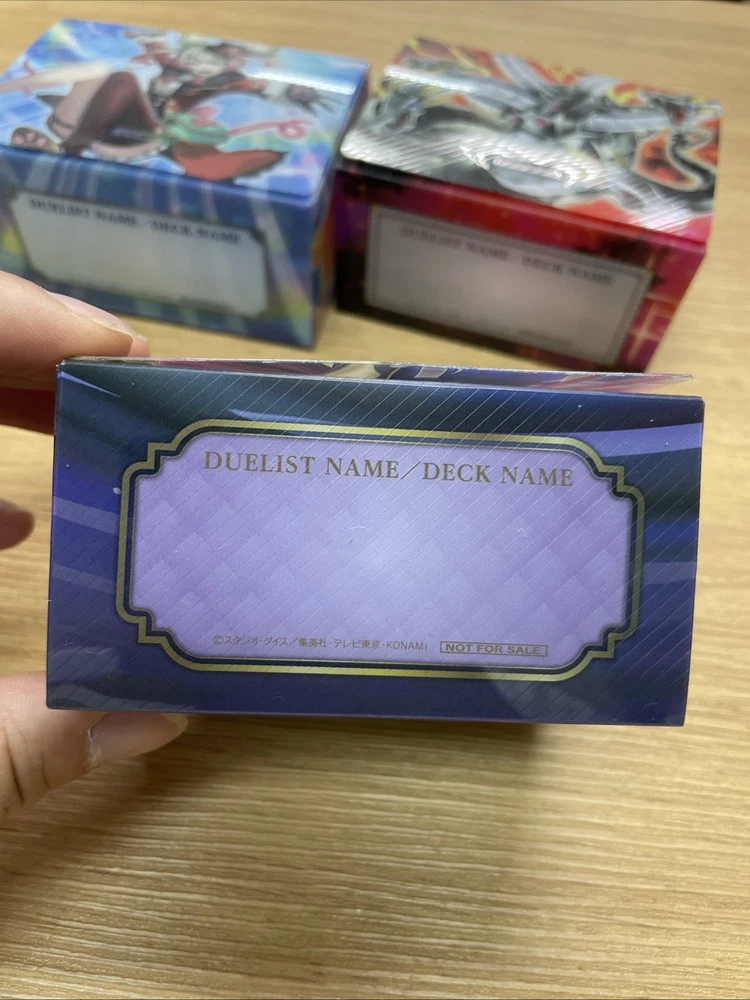 DUELIST NAME/DECK NAME
DUELIST NAME/DECK NAME
DUELIST NAME/DECK NAME
©スタジオ・ダイス/集英社・テレビ東京・KONAMI NOT FOR SALE